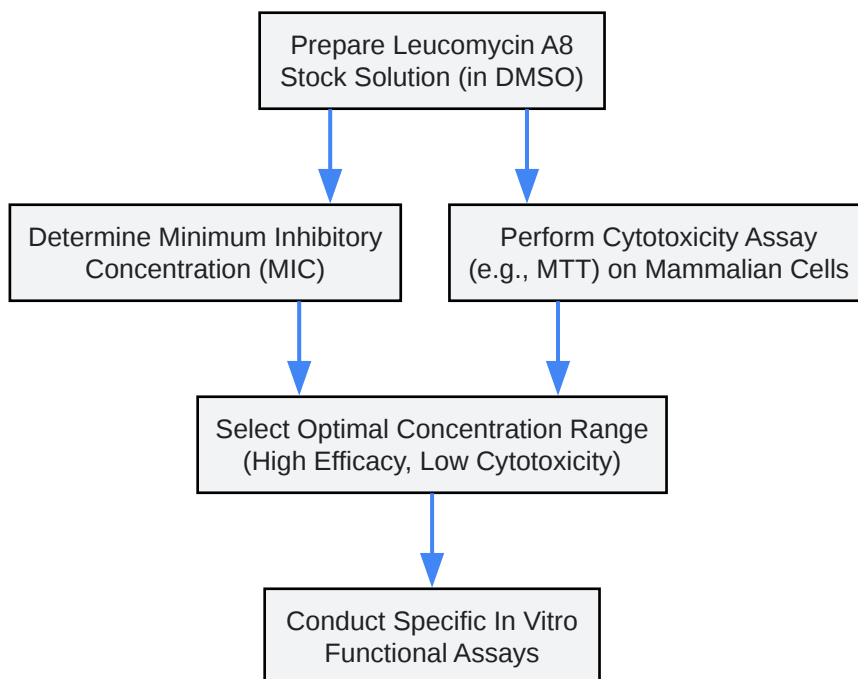 Prepare Leucomycin A8
Stock Solution (in DMSO)
Determine Minimum Inhibitory
Concentration (MIC)
Perform Cytotoxicity Assay
(e.g., MTT) on Mammalian Cells
Select Optimal Concentration Range
(High Efficacy, Low Cytotoxicity)
Conduct Specific In Vitro
Functional Assays